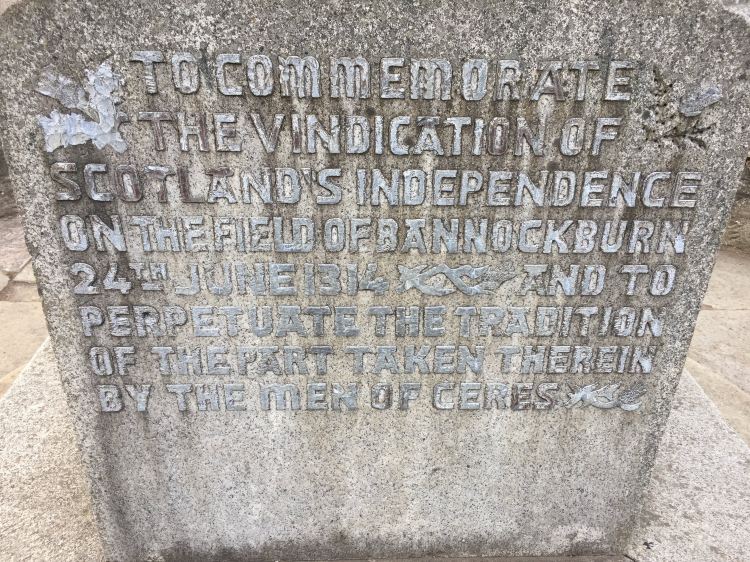 TO COMMEMORATE
THE VINDICATION OF
SCOTLAND'S INDEPENDENCE
ON THE FIELD OF BANNOCKBURN
24TH JUNE 1314 AND TO
PERPETUATE THE TRADITION
OF THE PART TAKEN THEREIN
BY THE MEN OF CERES